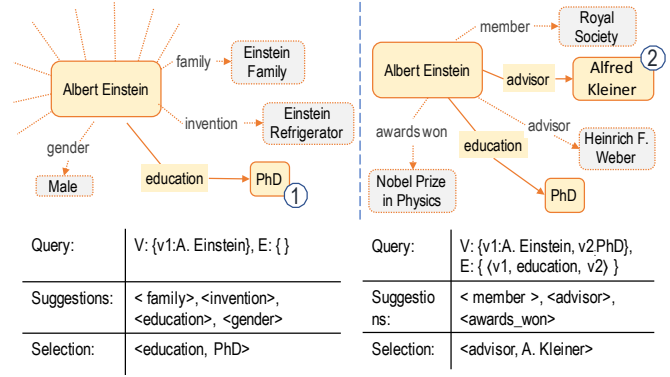 family
Einstein
Family
Albert Einstein
invention
Einstein
Refrigerator
gender
Male
education
PhD
1
member
Royal
Society
2
Albert Einstein
advisor
Alfred
Kleiner
awards won
advisor
education
Heinrich F.
Weber
Nobel Prize
in Physics
PhD
Query:
V: {v1:A. Einstein}, E: { }
Suggestions:
< family>, <invention>,
<education>, <gender>
Selection:
<education, PhD>
Query:
V: {v1:A. Einstein, v2:PhD},
E: { ⟨v1, education, v2⟩ }
Suggestio
ns:
< member >, <advisor>,
<awards_won>
Selection:
<advisor, A. Kleiner>